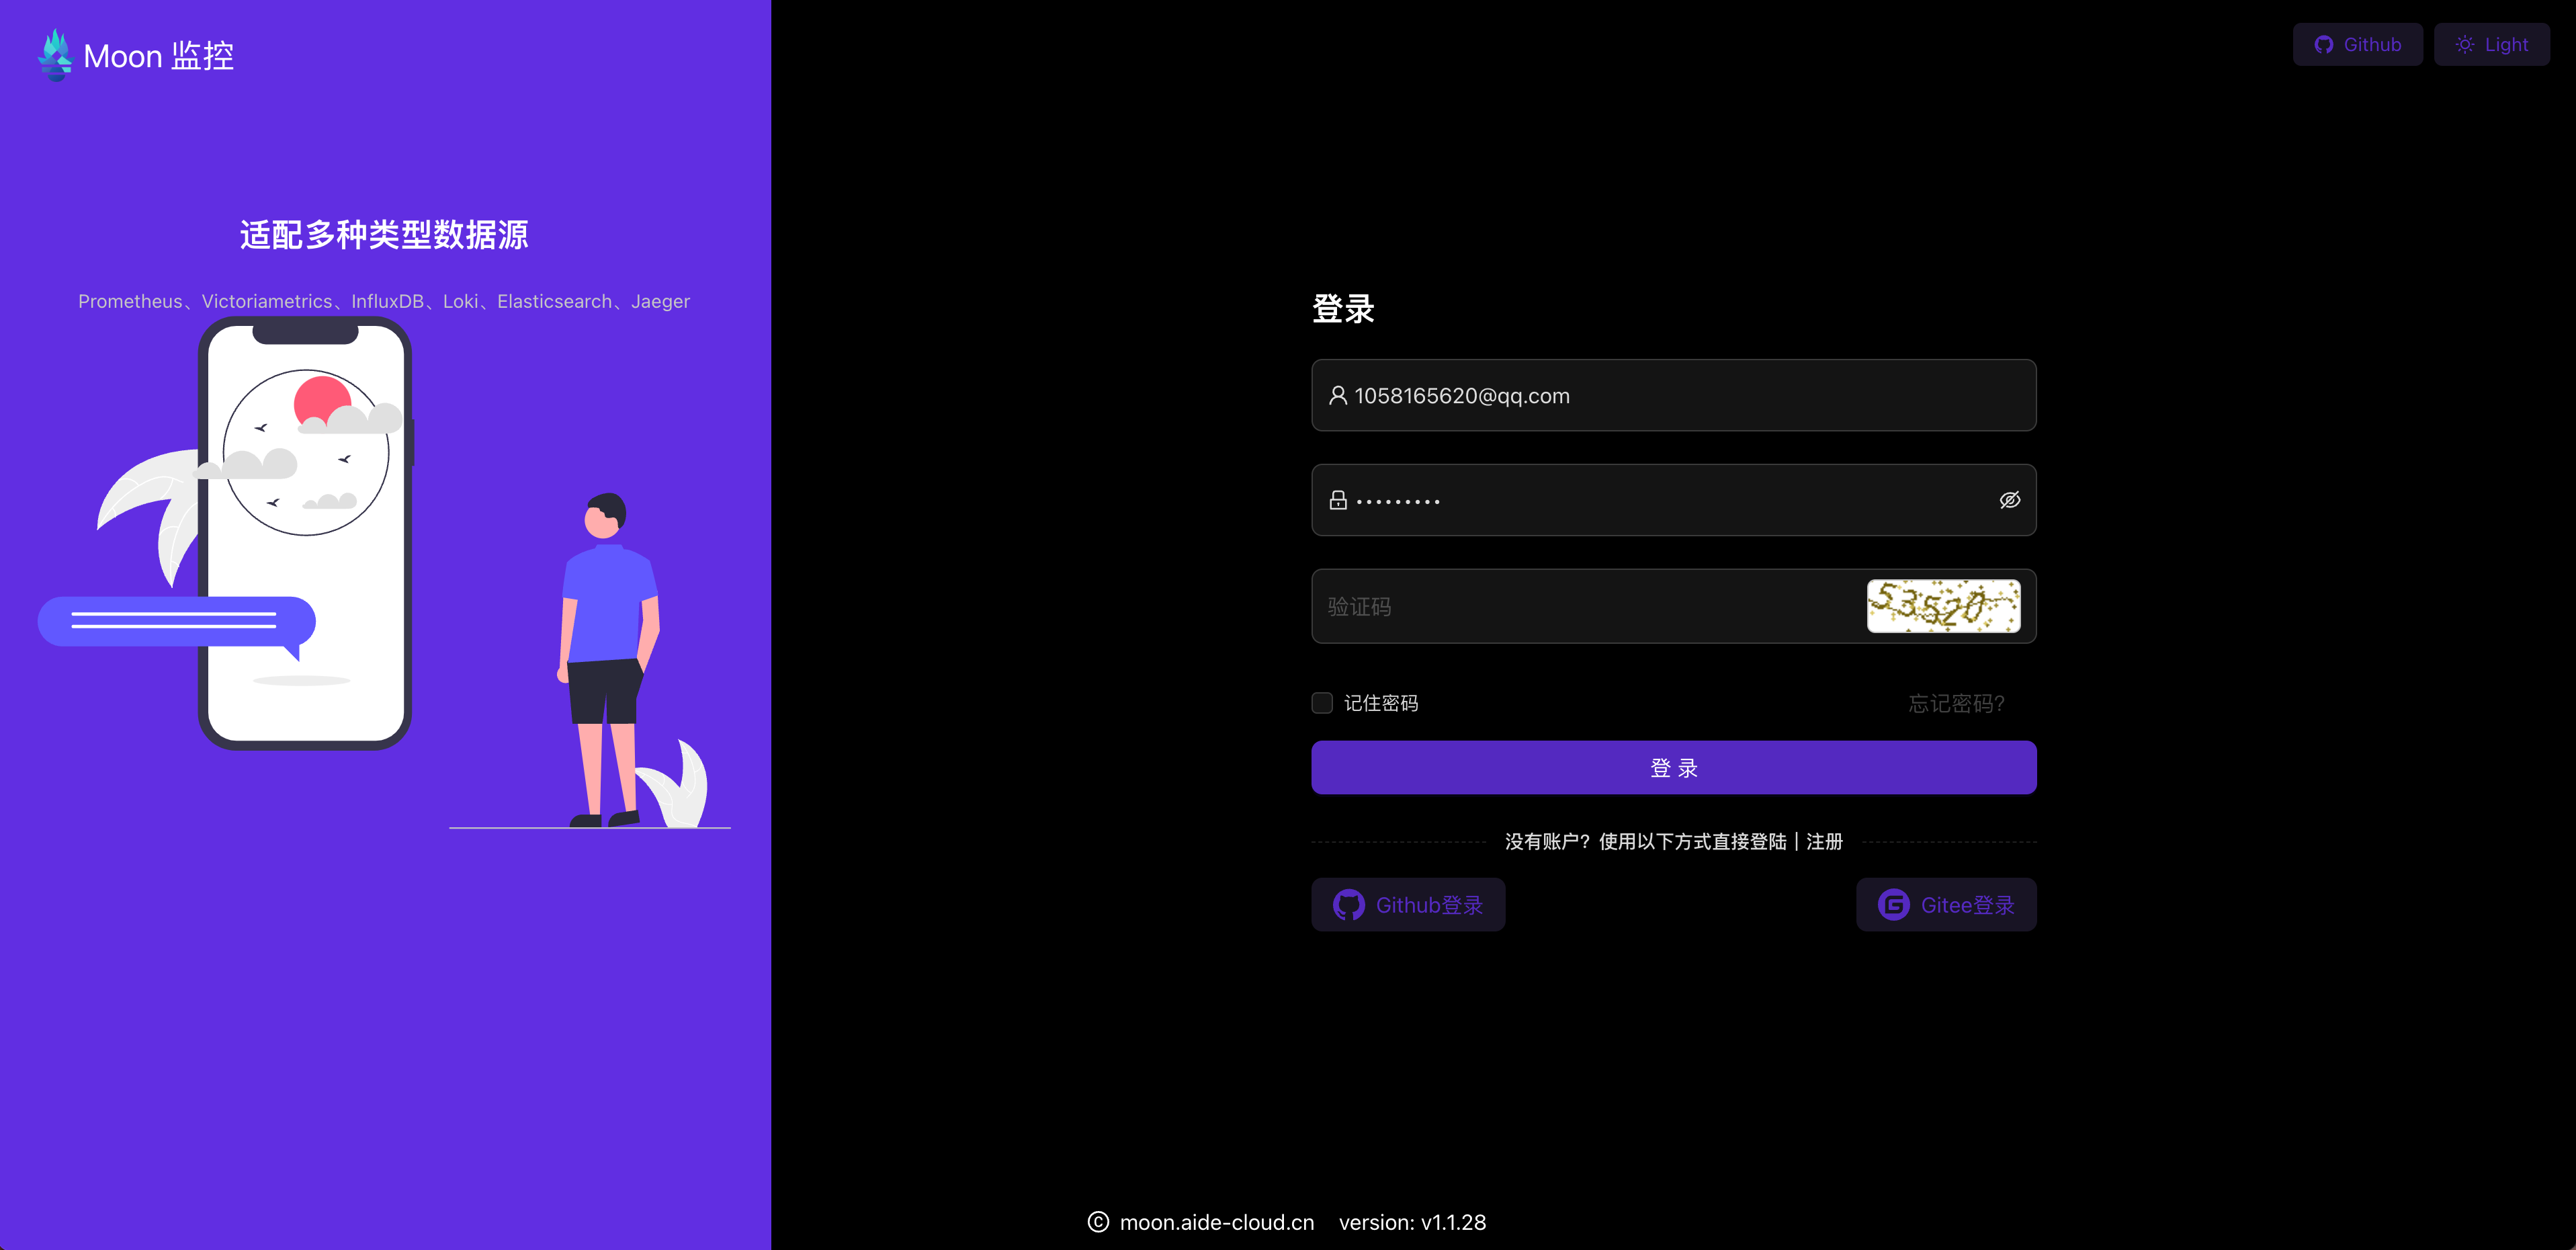 Moon 监控
Github
Light
适配多种类型数据源
Prometheus、Victoriametrics、InfluxDB、Loki、Elasticsearch、Jaeger
登录
1058165620@qq.com
•••••••••
验证码
53520
记住密码
忘记密码?
登 录
没有账户？使用以下方式直接登陆 | 注册
Github登录
Gitee登录
© moon.aide-cloud.cn version: v1.1.28